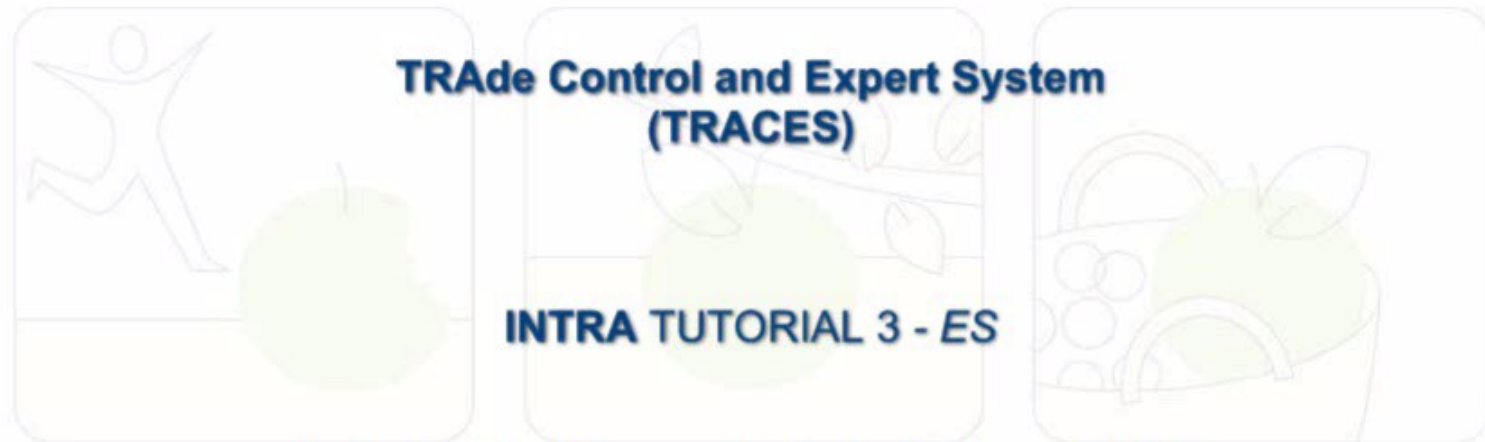 TRAde Control and Expert System
(TRACES)
INTRA TUTORIAL 3 - ES